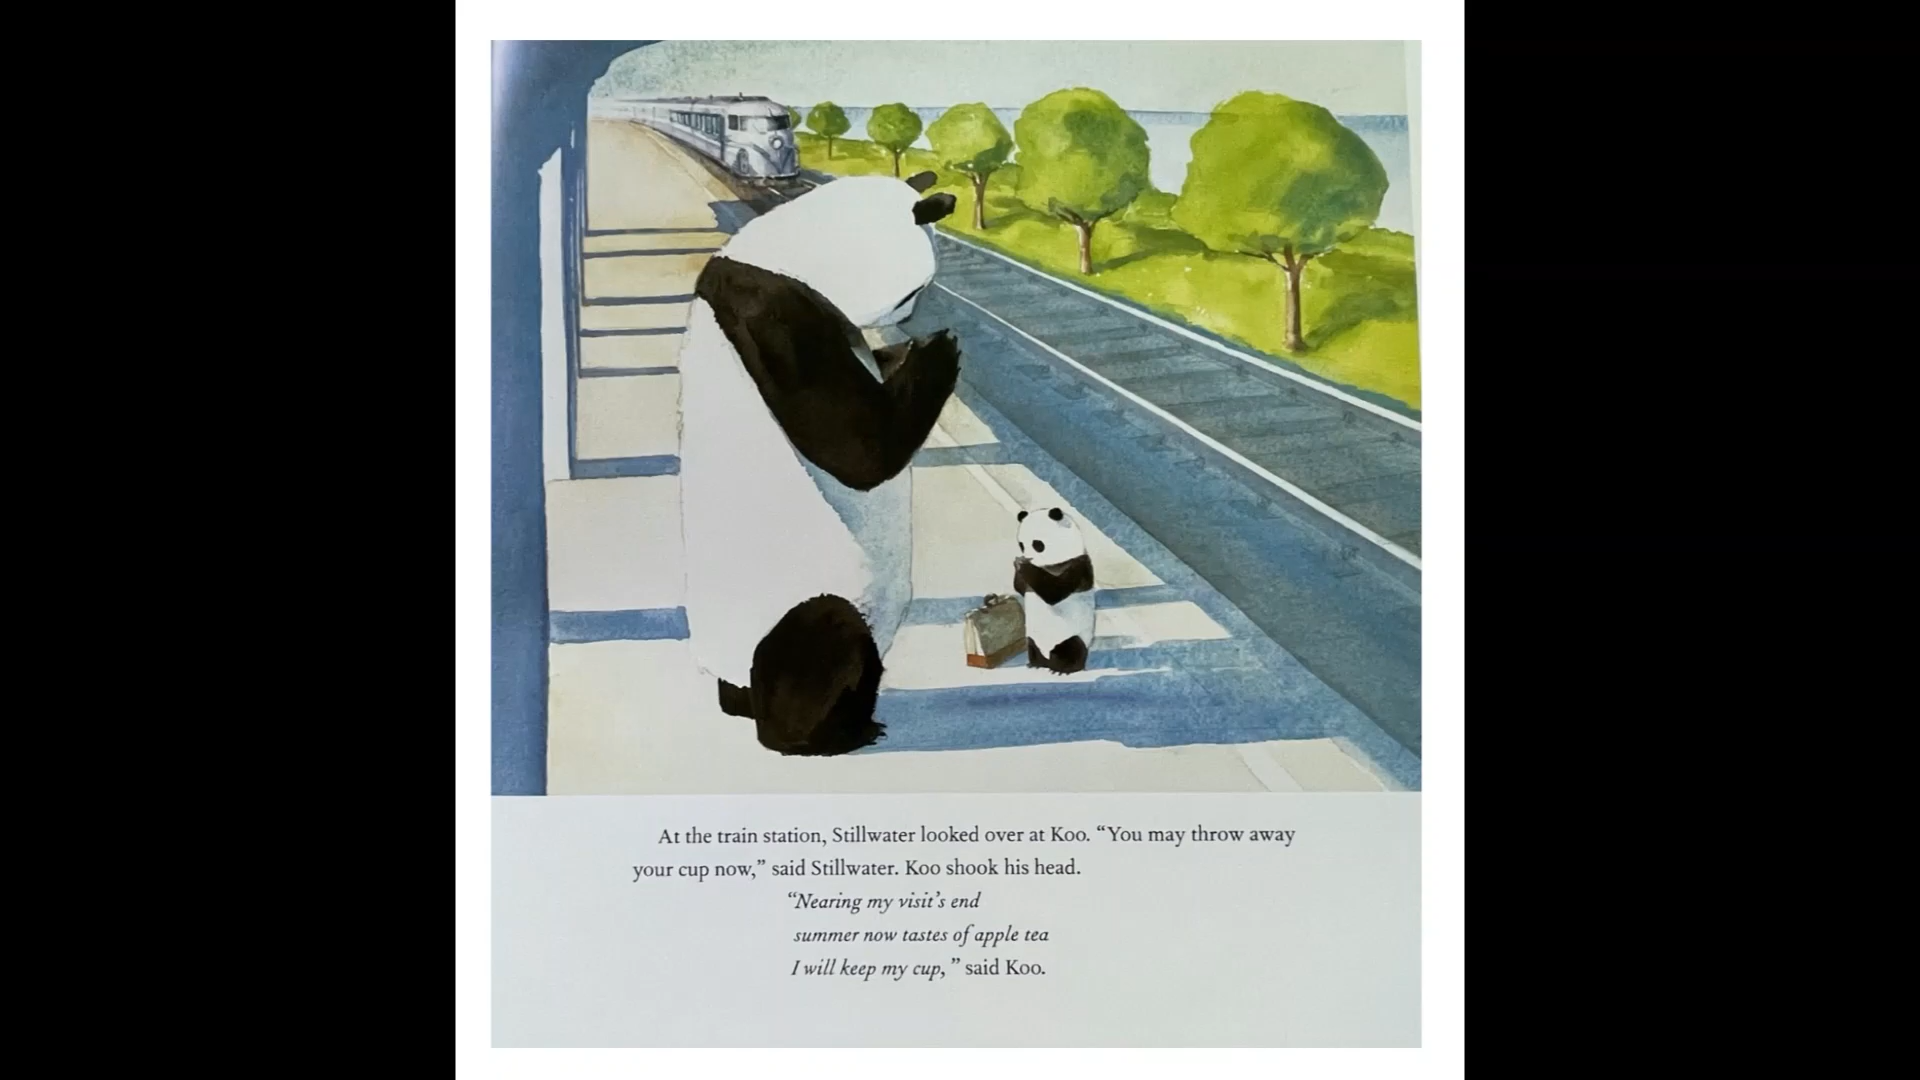 At the train station, Stillwater looked over at Koo. “You may throw away
your cup now,” said Stillwater. Koo shook his head.
“Nearing my visit’s end
summer now tastes of apple tea
I will keep my cup, ” said Koo.